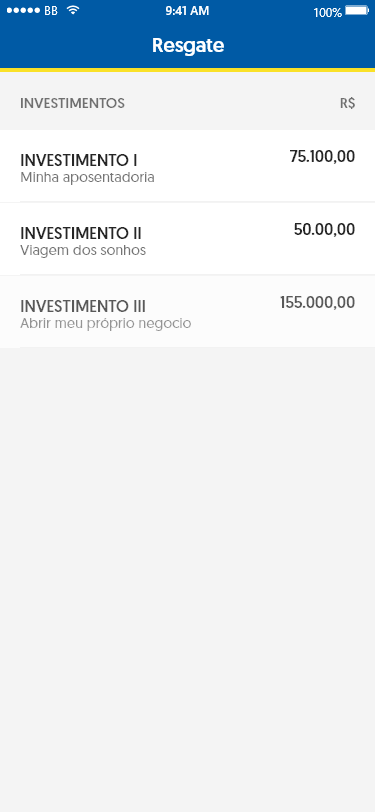 BB 9:41 AM 100%
Resgate
INVESTIMENTOS R$
INVESTIMENTO I 75.100,00
Minha aposentadoria
INVESTIMENTO II 50.00,00
Viagem dos sonhos
INVESTIMENTO III 155.000,00
Abrir meu próprio negocio